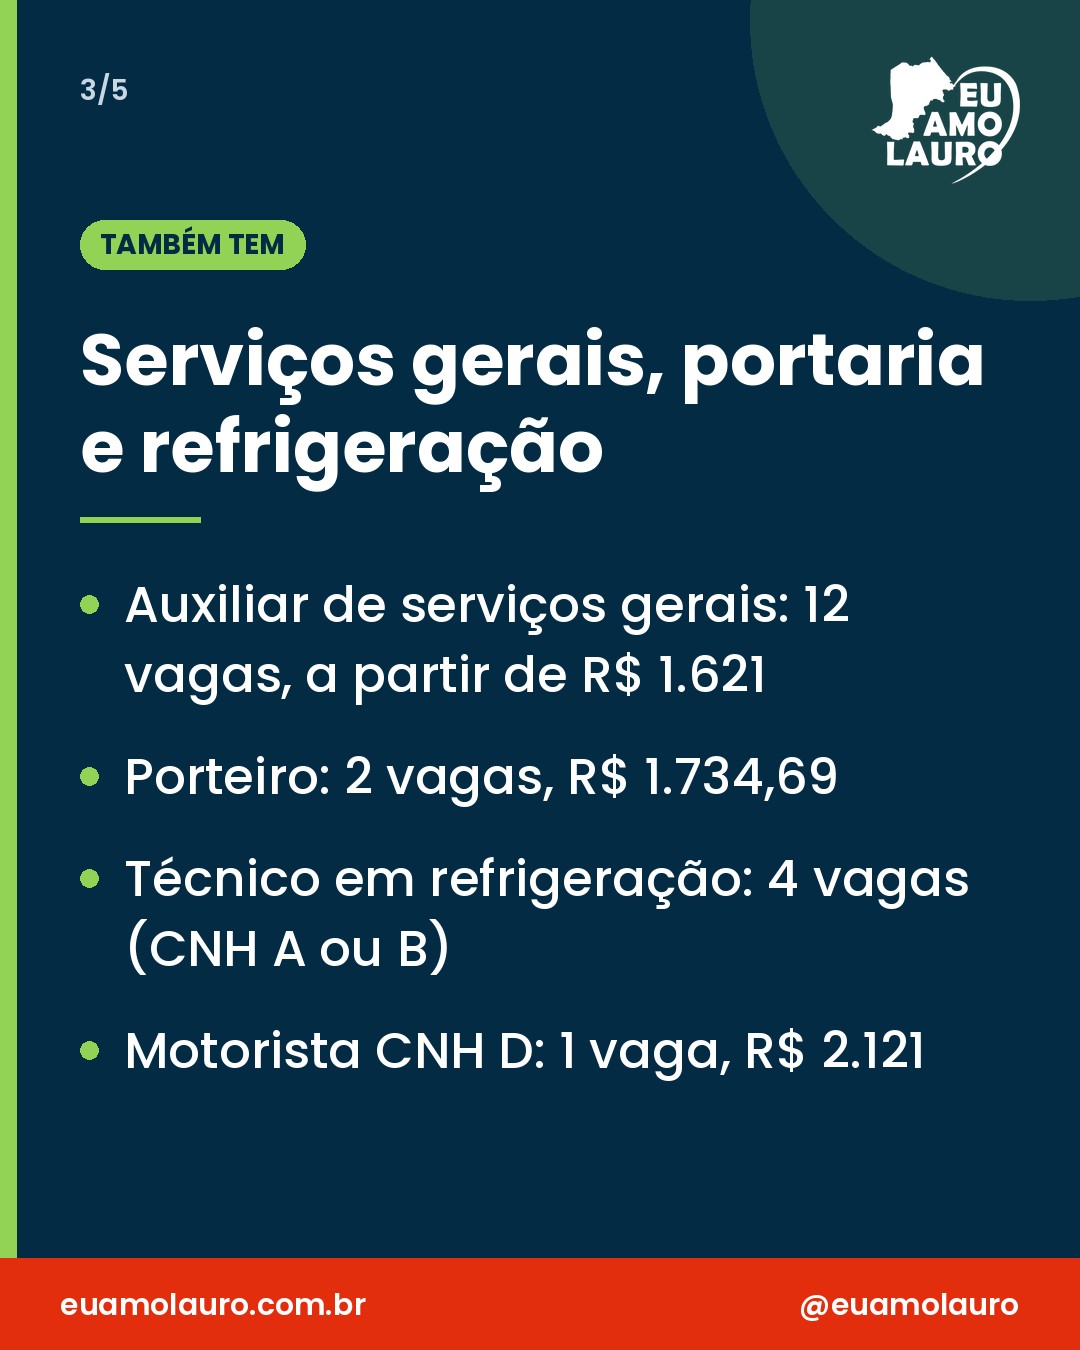 3/5
EU
AMO
LAURO
TAMBÉM TEM
Serviços gerais, portaria
e refrigeração
Auxiliar de serviços gerais: 12
vagas, a partir de R$ 1.621
Porteiro: 2 vagas, R$ 1.734,69
Técnico em refrigeração: 4 vagas
(CNH A ou B)
Motorista CNH D: 1 vaga, R$ 2.121
euamolauro.com.br
@euamolauro